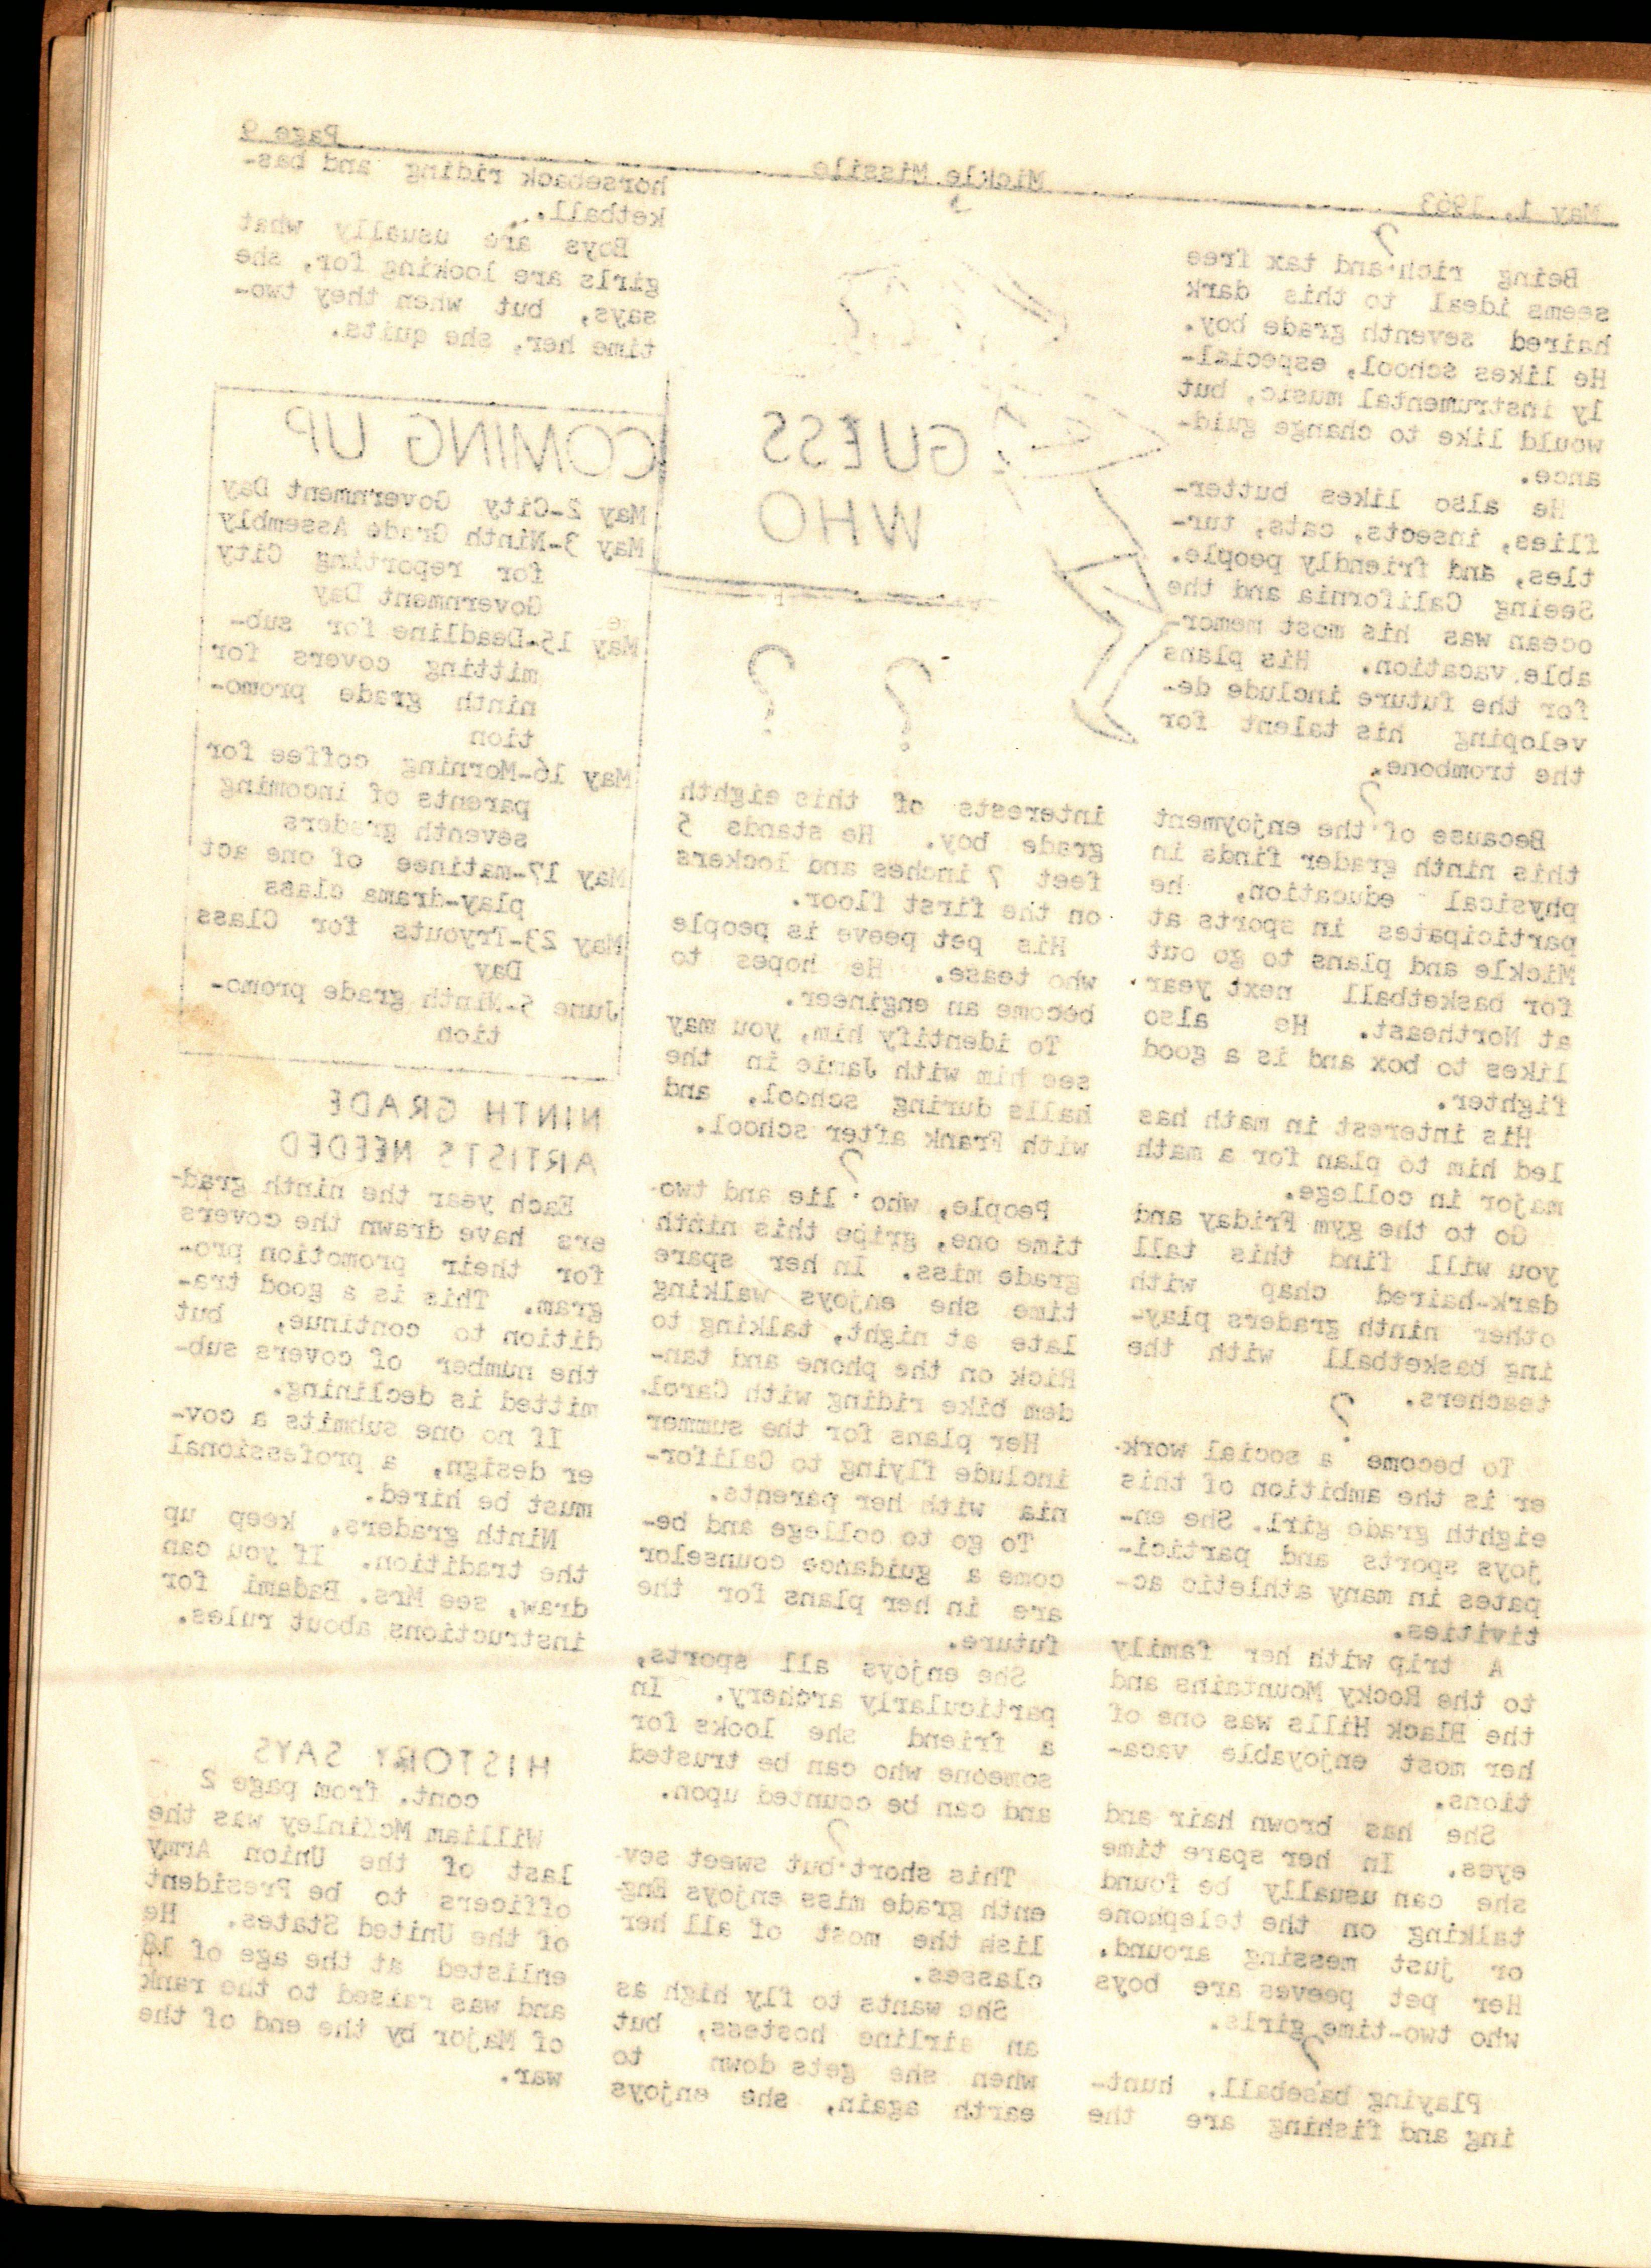 May 1, 1963 Mickle Missile Page 9
?
Being rich and tax free
seems ideal to this dark
haired seventh grade boy.
He likes school, especial-
ly instrumental music, but
would like to change guid-
ance.
He also likes butter-
flies, insects, cats, tur-
tles, and friendly people.
Seeing California and the
ocean was his most memor-
able vacation. His plans
for the future include de-
veloping his talent for
the trombone.
?
Because of the enjoyment
this ninth grader finds in
physical education, he
participates in sports at
Mickle and plans to go out
for basketball next year
at Northeast. He also
likes to box and is a good
fighter.
His interest in math has
led him to plan for a math
major in college.
Go to the gym Friday and
you will find this tall
dark-haired chap with
other ninth graders play-
ing basketball with the
teachers.
?
To become a social work-
er is the ambition of this
eighth grade girl. She en-
joys sports and partici-
pates in many athletic ac-
tivities.
A trip with her family
to the Rocky Mountains and
the Black Hills was one of
her most enjoyable vaca-
tions.
She has brown hair and
eyes. In her spare time
she can usually be found
talking on the telephone
or just messing around.
Her pet peeves are boys
who two-time girls.
?
Playing baseball, hunt-
ing and fishing are the
GUESS
WHO
? ?
interests of this eighth
grade boy. He stands 5
feet 7 inches and lockers
on the first floor.
His pet peeve is people
who tease. He hopes to
become an engineer.
To identify him, you may
see him with Jamie in the
halls during school, and
with Frank after school.
?
People, who lie and two-
time one, gripe this ninth
grade miss. In her spare
time she enjoys walking
late at night, talking to
Rick on the phone and tan-
dem bike riding with Carol.
Her plans for the summer
include flying to Califor-
nia with her parents.
To go to college and be-
come a guidance counselor
are in her plans for the
future.
She enjoys all sports,
particularly archery. In
a friend she looks for
someone who can be trusted
and can be counted upon.
?
This short but sweet sev-
enth grade miss enjoys Eng-
lish the most of all her
classes.
She wants to fly high as
an airline hostess, but
when she gets down to
earth again, she enjoys
horseback riding and bas-
ketball.
Boys are usually what
girls are looking for, she
says, but when they two-
time her, she quits.
COMING UP
May 2-City Government Day
May 3-Ninth Grade Assembly
for reporting City
Government Day
May 15-Deadline for sub-
mitting covers for
ninth grade promo-
tion
May 16-Morning coffee for
parents of incoming
seventh graders
May 17-matinee of one act
play-drama class
May 23-Tryouts for Class
Day
June 5-Ninth grade promo-
tion
NINTH GRADE
ARTISTS NEEDED
Each year the ninth grad-
ers have drawn the covers
for their promotion pro-
gram. This is a good tra-
dition to continue, but
the number of covers sub-
mitted is declining.
If no one submits a cov-
er design, a professional
must be hired.
Ninth graders, keep up
the tradition. If you can
draw, see Mrs. Badami for
instructions about rules.
HISTORY SAYS
cont. from page 2
William McKinley was the
last of the Union Army
officers to be President
of the United States. He
enlisted at the age of 18
and was raised to the rank
of Major by the end of the
war.